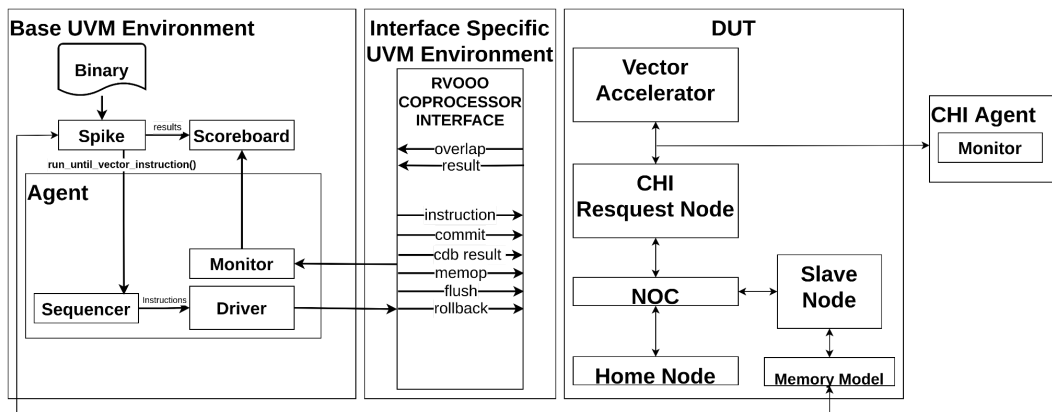 Base UVM Environment
Binary
Spike
results
Scoreboard
run_until_vector_instruction()
Agent
Monitor
Sequencer
Instructions
Driver
Interface Specific
UVM Environment
RVOOO
COPROCESSOR
INTERFACE
overlap
result
instruction
commit
cdb result
memop
flush
rollback
DUT
Vector
Accelerator
CHI
Resquest Node
NOC
Home Node
Slave
Node
Memory Model
CHI Agent
Monitor